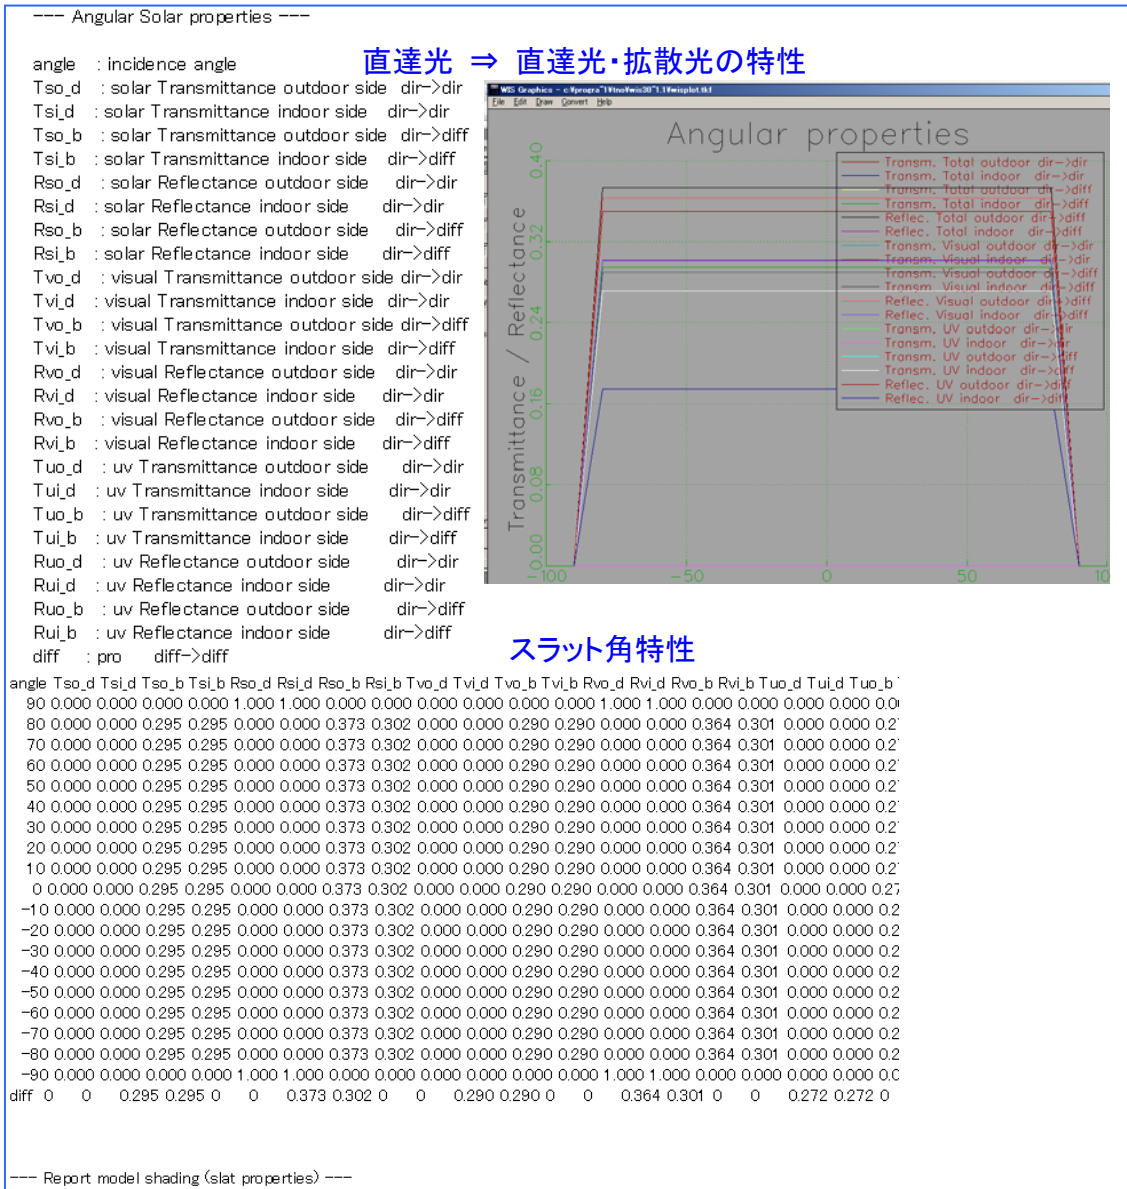 --- Angular Solar properties ---
直達光 ⇒ 直達光・拡散光の特性
angle : incidence angle
Tso_d : solar Transmittance outdoor side dir->dir
Tsi_d : solar Transmittance indoor side dir->dir
Tso_b : solar Transmittance outdoor side dir->diff
Tsi_b : solar Transmittance indoor side dir->diff
Rso_d : solar Reflectance outdoor side dir->dir
Rsi_d : solar Reflectance indoor side dir->dir
Rso_b : solar Reflectance outdoor side dir->diff
Rsi_b : solar Reflectance indoor side dir->diff
Tvo_d : visual Transmittance outdoor side dir->dir
Tvi_d : visual Transmittance indoor side dir->dir
Tvo_b : visual Transmittance outdoor side dir->diff
Tvi_b : visual Transmittance indoor side dir->diff
Rvo_d : visual Reflectance outdoor side dir->dir
Rvi_d : visual Reflectance indoor side dir->dir
Rvo_b : visual Reflectance outdoor side dir->diff
Rvi_b : visual Reflectance indoor side dir->diff
Tuo_d : uv Transmittance outdoor side dir->dir
Tui_d : uv Transmittance indoor side dir->dir
Tuo_b : uv Transmittance outdoor side dir->diff
Tui_b : uv Transmittance indoor side dir->diff
Ruo_d : uv Reflectance outdoor side dir->dir
Rui_d : uv Reflectance indoor side dir->dir
Ruo_b : uv Reflectance outdoor side dir->diff
Rui_b : uv Reflectance indoor side dir->diff
diff : pro diff->diff
WIS Graphics - c:¥progra~1¥tno¥wis30~1.1¥wisplot.tkf
File Edit Draw Convert Help
Angular properties
Transmittance / Reflectance
0.40
0.32
0.24
0.16
0.08
0.00
-100
-50
0
50
10
Transm. Total outdoor dir->dir
Transm. Total indoor dir->dir
Transm. Total outdoor dir->diff
Transm. Total indoor dir->diff
Reflec. Total outdoor dir->diff
Reflec. Total indoor dir->diff
Transm. Visual outdoor dir->dir
Transm. Visual indoor dir->dir
Transm. Visual outdoor dir->diff
Transm. Visual indoor dir->diff
Reflec. Visual outdoor dir->diff
Reflec. Visual indoor dir->diff
Transm. UV outdoor dir->dir
Transm. UV indoor dir->dir
Transm. UV outdoor dir->diff
Transm. UV indoor dir->diff
Reflec. UV outdoor dir->diff
Reflec. UV indoor dir->diff
スラット角特性
angle Tso_d Tsi_d Tso_b Tsi_b Rso_d Rsi_d Rso_b Rsi_b Tvo_d Tvi_d Tvo_b Tvi_b Rvo_d Rvi_d Rvo_b Rvi_b Tuo_d Tui_d Tuo_b
90 0.000 0.000 0.000 0.000 1.000 1.000 0.000 0.000 0.000 0.000 0.000 0.000 1.000 1.000 0.000 0.000 0.000 0.000 0.0
80 0.000 0.000 0.295 0.295 0.000 0.000 0.373 0.302 0.000 0.000 0.290 0.290 0.000 0.000 0.364 0.301 0.000 0.000 0.2
70 0.000 0.000 0.295 0.295 0.000 0.000 0.373 0.302 0.000 0.000 0.290 0.290 0.000 0.000 0.364 0.301 0.000 0.000 0.2
60 0.000 0.000 0.295 0.295 0.000 0.000 0.373 0.302 0.000 0.000 0.290 0.290 0.000 0.000 0.364 0.301 0.000 0.000 0.2
50 0.000 0.000 0.295 0.295 0.000 0.000 0.373 0.302 0.000 0.000 0.290 0.290 0.000 0.000 0.364 0.301 0.000 0.000 0.2
40 0.000 0.000 0.295 0.295 0.000 0.000 0.373 0.302 0.000 0.000 0.290 0.290 0.000 0.000 0.364 0.301 0.000 0.000 0.2
30 0.000 0.000 0.295 0.295 0.000 0.000 0.373 0.302 0.000 0.000 0.290 0.290 0.000 0.000 0.364 0.301 0.000 0.000 0.2
20 0.000 0.000 0.295 0.295 0.000 0.000 0.373 0.302 0.000 0.000 0.290 0.290 0.000 0.000 0.364 0.301 0.000 0.000 0.2
10 0.000 0.000 0.295 0.295 0.000 0.000 0.373 0.302 0.000 0.000 0.290 0.290 0.000 0.000 0.364 0.301 0.000 0.000 0.2
0 0.000 0.000 0.295 0.295 0.000 0.000 0.373 0.302 0.000 0.000 0.290 0.290 0.000 0.000 0.364 0.301 0.000 0.000 0.27
-10 0.000 0.000 0.295 0.295 0.000 0.000 0.373 0.302 0.000 0.000 0.290 0.290 0.000 0.000 0.364 0.301 0.000 0.000 0.2
-20 0.000 0.000 0.295 0.295 0.000 0.000 0.373 0.302 0.000 0.000 0.290 0.290 0.000 0.000 0.364 0.301 0.000 0.000 0.2
-30 0.000 0.000 0.295 0.295 0.000 0.000 0.373 0.302 0.000 0.000 0.290 0.290 0.000 0.000 0.364 0.301 0.000 0.000 0.2
-40 0.000 0.000 0.295 0.295 0.000 0.000 0.373 0.302 0.000 0.000 0.290 0.290 0.000 0.000 0.364 0.301 0.000 0.000 0.2
-50 0.000 0.000 0.295 0.295 0.000 0.000 0.373 0.302 0.000 0.000 0.290 0.290 0.000 0.000 0.364 0.301 0.000 0.000 0.2
-60 0.000 0.000 0.295 0.295 0.000 0.000 0.373 0.302 0.000 0.000 0.290 0.290 0.000 0.000 0.364 0.301 0.000 0.000 0.2
-70 0.000 0.000 0.295 0.295 0.000 0.000 0.373 0.302 0.000 0.000 0.290 0.290 0.000 0.000 0.364 0.301 0.000 0.000 0.2
-80 0.000 0.000 0.295 0.295 0.000 0.000 0.373 0.302 0.000 0.000 0.290 0.290 0.000 0.000 0.364 0.301 0.000 0.000 0.2
-90 0.000 0.000 0.000 0.000 1.000 1.000 0.000 0.000 0.000 0.000 0.000 0.000 1.000 1.000 0.000 0.000 0.000 0.000 0.0
diff 0 0 0.295 0.295 0 0 0.373 0.302 0 0 0.290 0.290 0 0 0.364 0.301 0 0 0.272 0.272 0
--- Report model shading (slat properties) ---